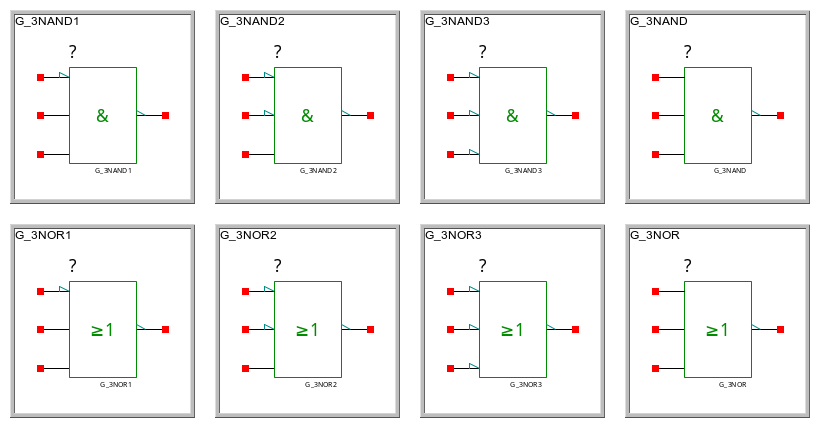 G_3NAND1
?
&
G_3NAND1
G_3NAND2
?
&
G_3NAND2
G_3NAND3
?
&
G_3NAND3
G_3NAND
?
&
G_3NAND
G_3NOR1
?
≥1
G_3NOR1
G_3NOR2
?
≥1
G_3NOR2
G_3NOR3
?
≥1
G_3NOR3
G_3NOR
?
≥1
G_3NOR